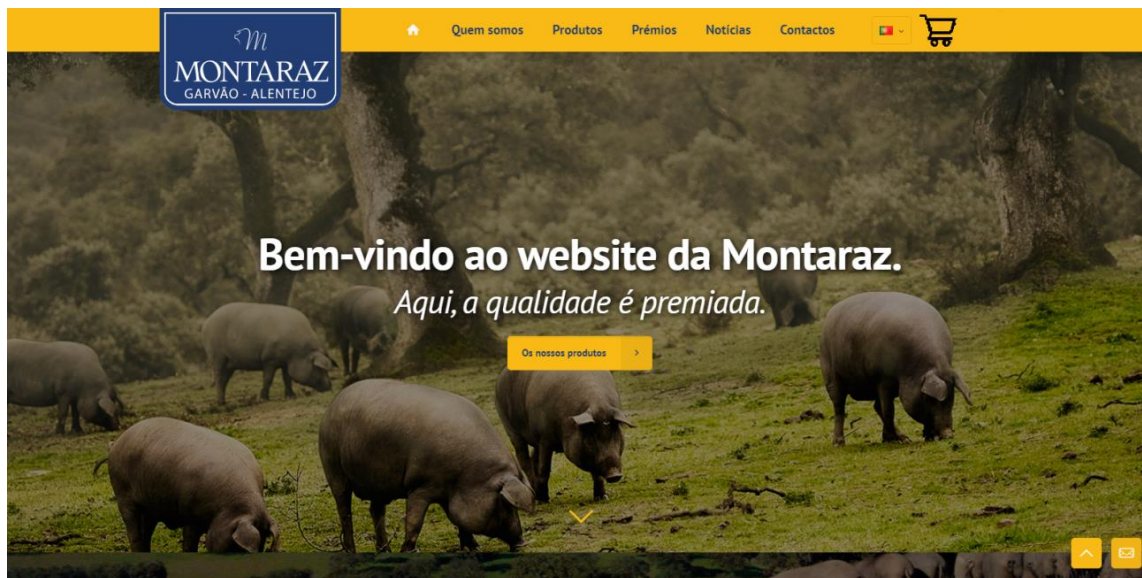 Quem somos Produtos Prémios Notícias Contactos
M
MONTARAZ
GARVÃO - ALENTEJO
Bem-vindo ao website da Montaraz.
Aqui, a qualidade é premiada.
Os nossos produtos